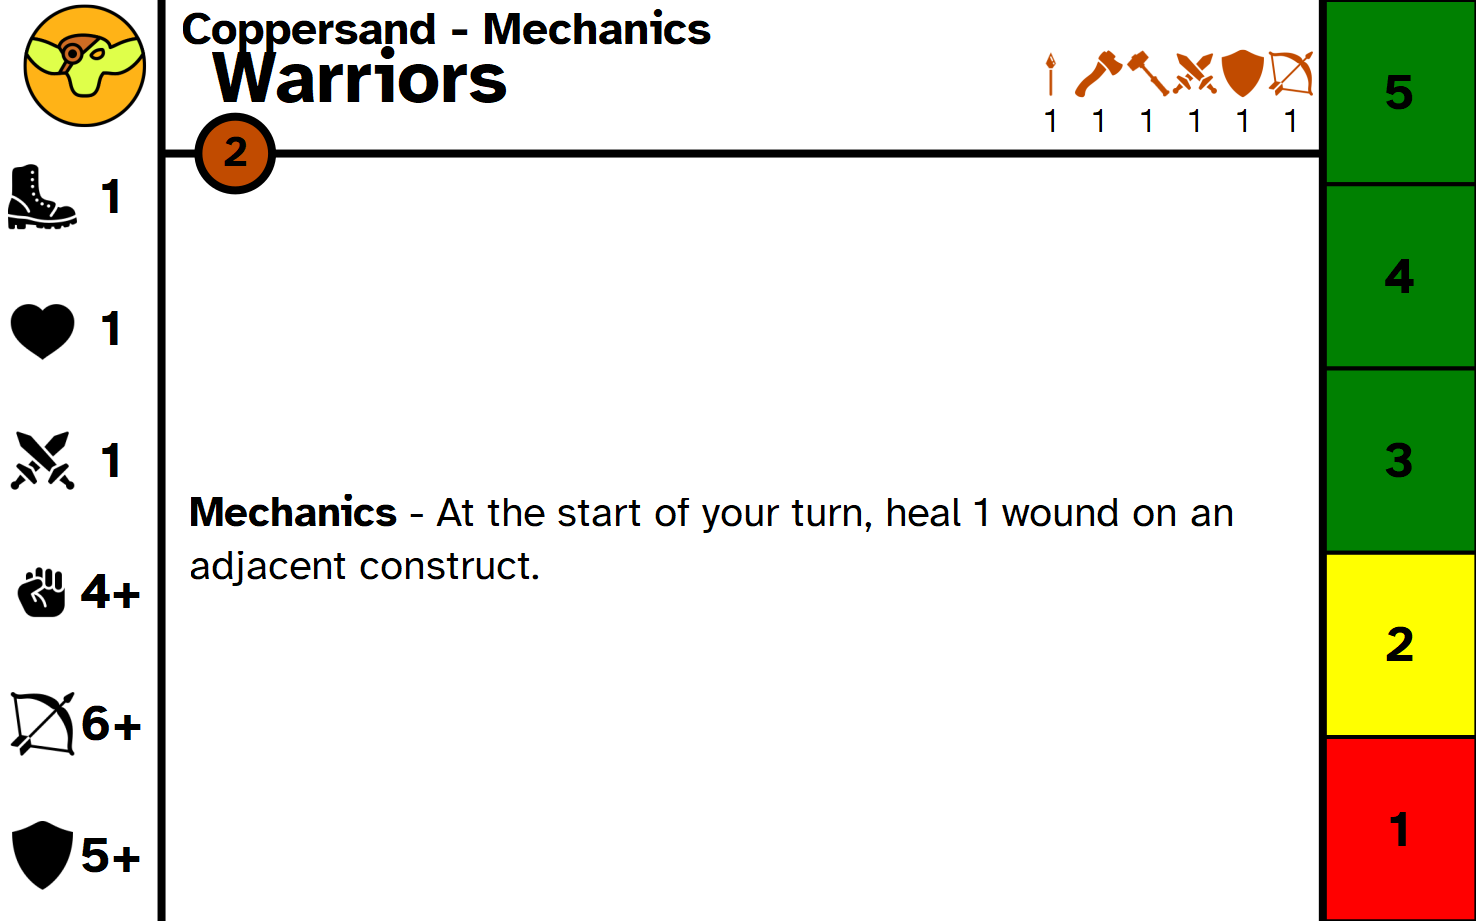 Coppersand - Mechanics
Warriors
1 1 1 1 1 1
2
1
1
1
4+
6+
5+
Mechanics - At the start of your turn, heal 1 wound on an
adjacent construct.
5
4
3
2
1